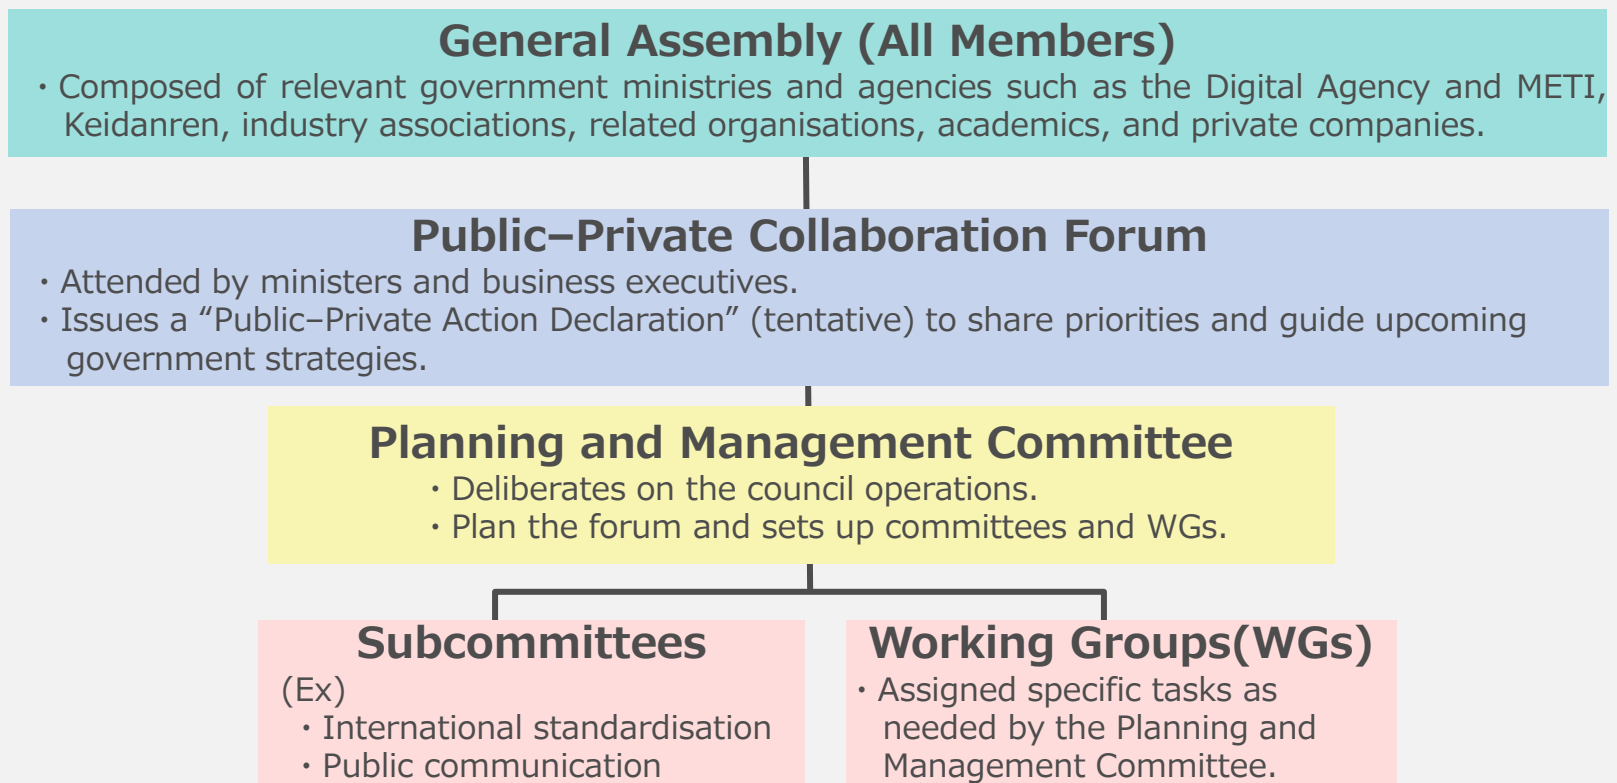 General Assembly (All Members)
・Composed of relevant government ministries and agencies such as the Digital Agency and METI,
Keidanren, industry associations, related organisations, academics, and private companies.
Public–Private Collaboration Forum
・Attended by ministers and business executives.
・Issues a “Public–Private Action Declaration” (tentative) to share priorities and guide upcoming
government strategies.
Planning and Management Committee
・Deliberates on the council operations.
・Plan the forum and sets up committees and WGs.
Subcommittees
(Ex)
・International standardisation
・Public communication
Working Groups(WGs)
・Assigned specific tasks as
needed by the Planning and
Management Committee.